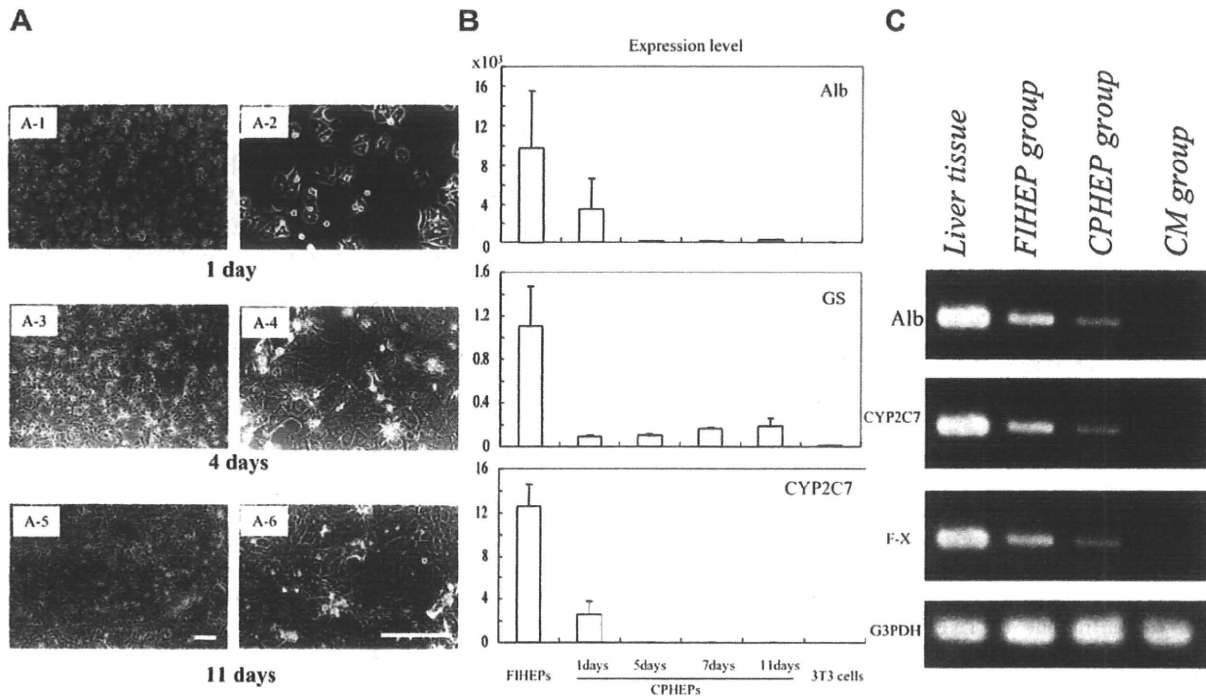 A
A-1
A-2
1 day
A-3
A-4
4 days
A-5
A-6
11 days
B
Expression level
x10³
16
12
8
4
0
Alb
1.6
1.2
0.8
0.4
0
GS
16
12
8
4
0
CYP2C7
FIHEPs
1days
5days
7days
11days
3T3 cells
CPHEPs
C
Liver tissue
FIHEP group
CPHEP group
CM group
Alb
CYP2C7
F-X
G3PDH